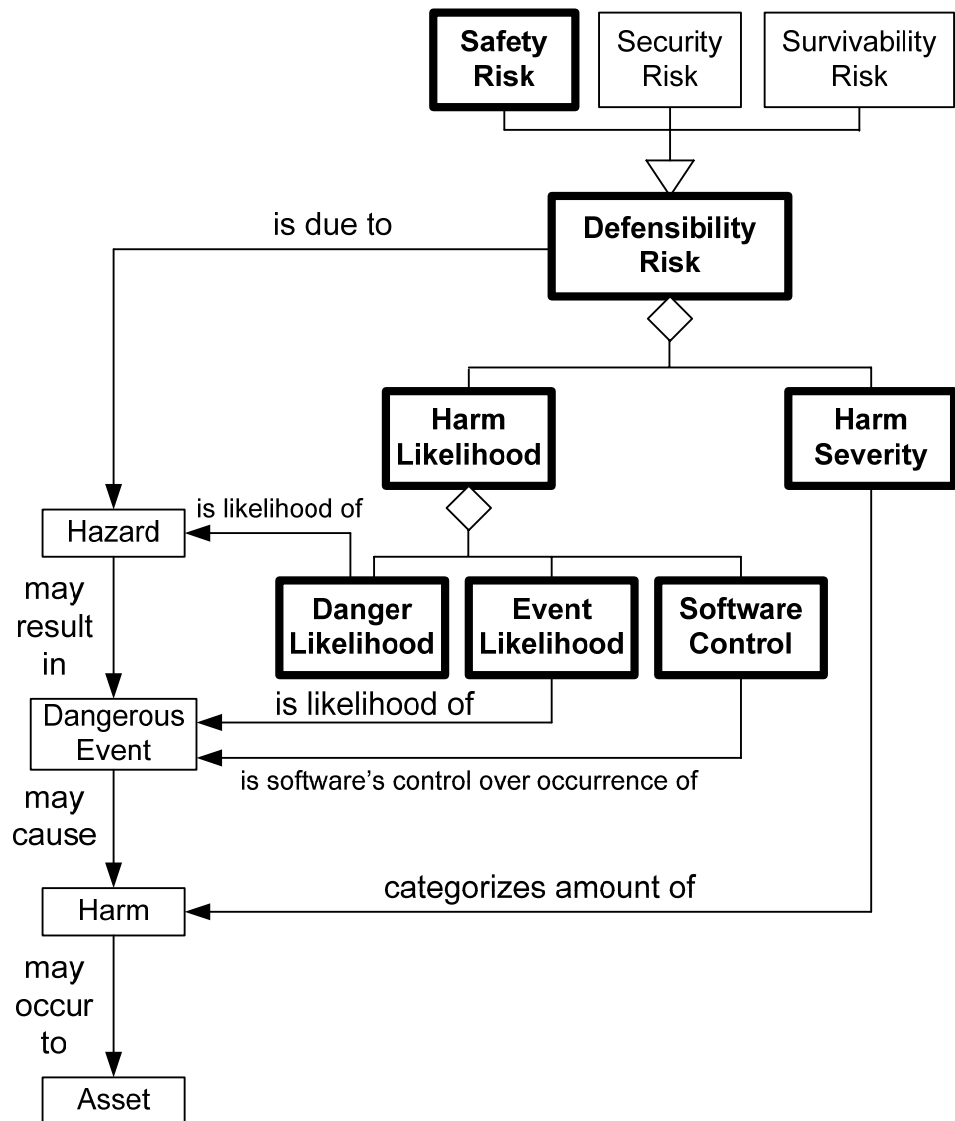 Safety
Risk
Security
Risk
Survivability
Risk
is due to
Defensibility
Risk
Harm
Likelihood
Harm
Severity
is likelihood of
Hazard
may
result
in
Danger
Likelihood
Event
Likelihood
Software
Control
is likelihood of
Dangerous
Event
is software's control over occurrence of
may
cause
categorizes amount of
Harm
may
occur
to
Asset